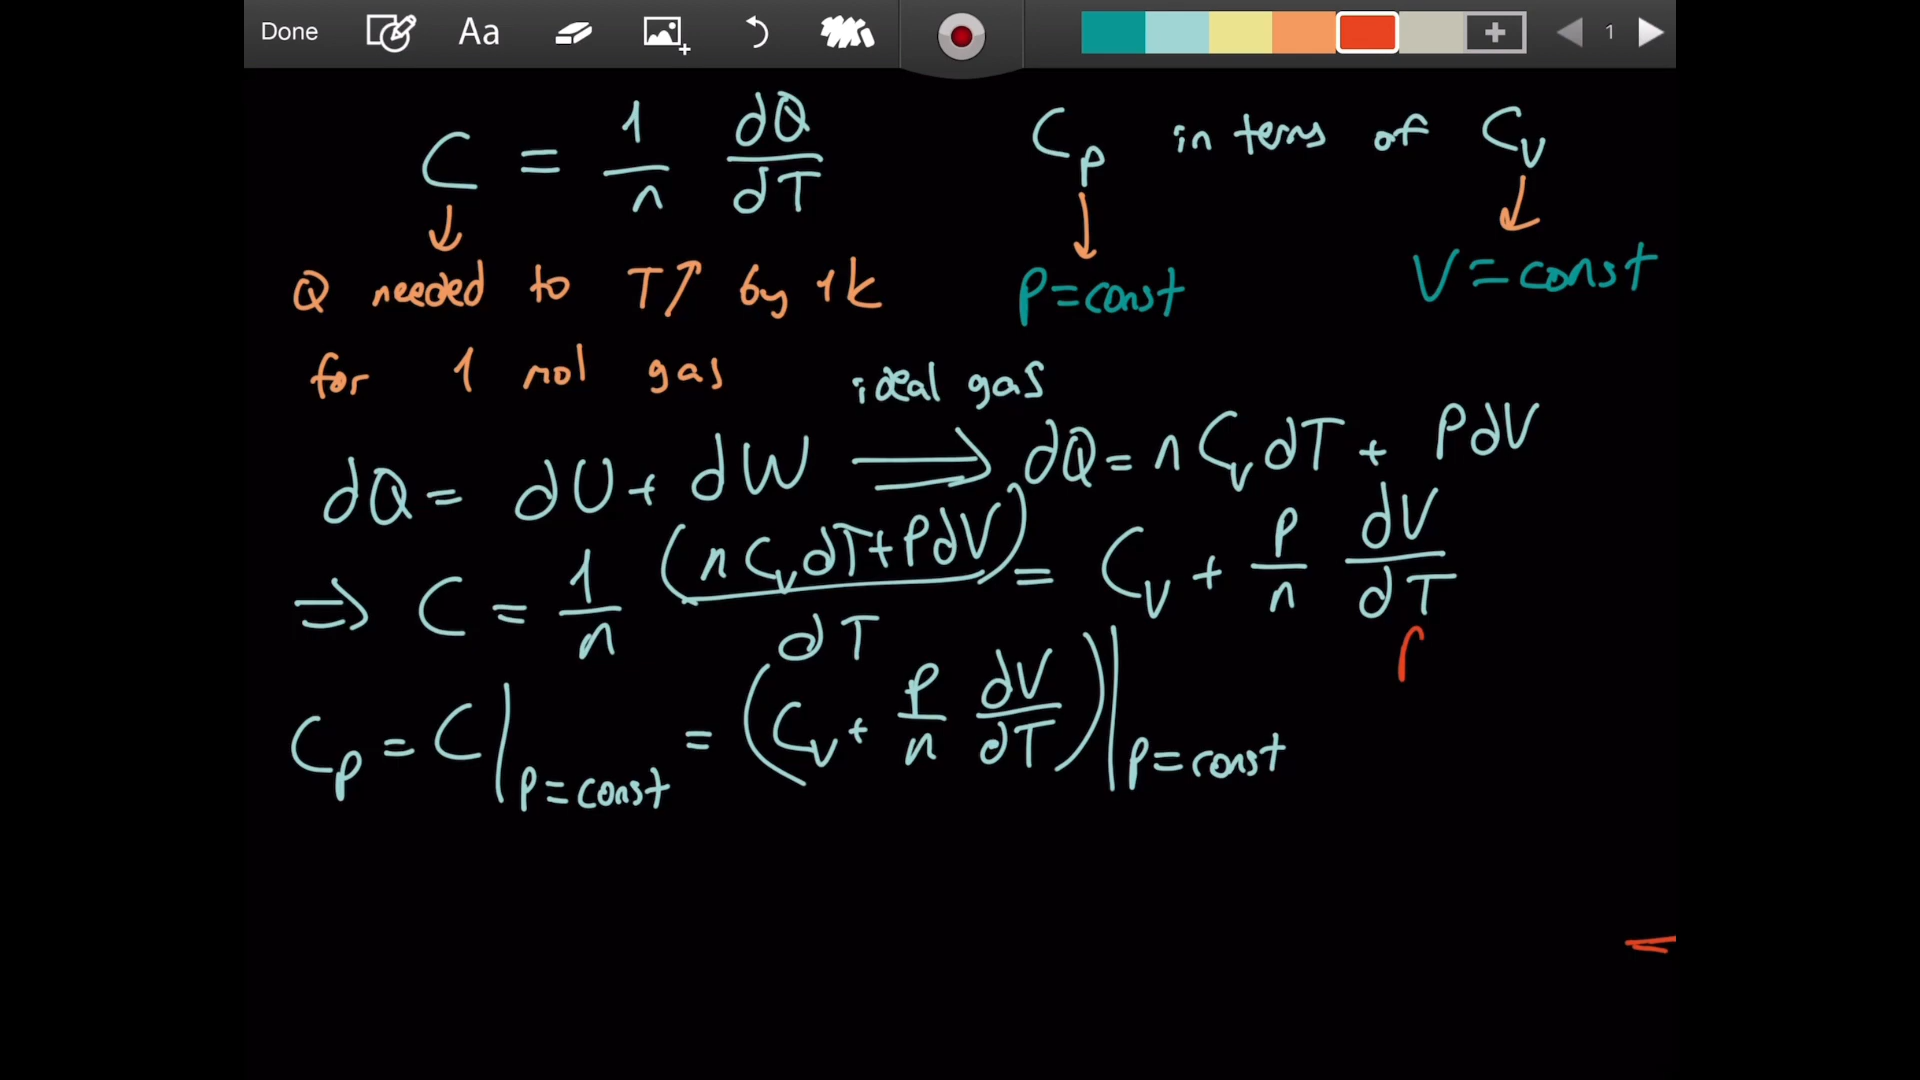 Done Aa 1
C = 1/n dQ/dT
Cp in terms of Cv
Q needed to T↗ by 1k
for 1 mol gas
P = const
V = const
ideal gas
dQ = dU + dW ⟹ dQ = n Cv dT + PdV
⇒ C = 1/n (n Cv dT + PdV)/dT = Cv + P/n dV/dT
Cp = C|P = const = (Cv + P/n dV/dT)|P = const